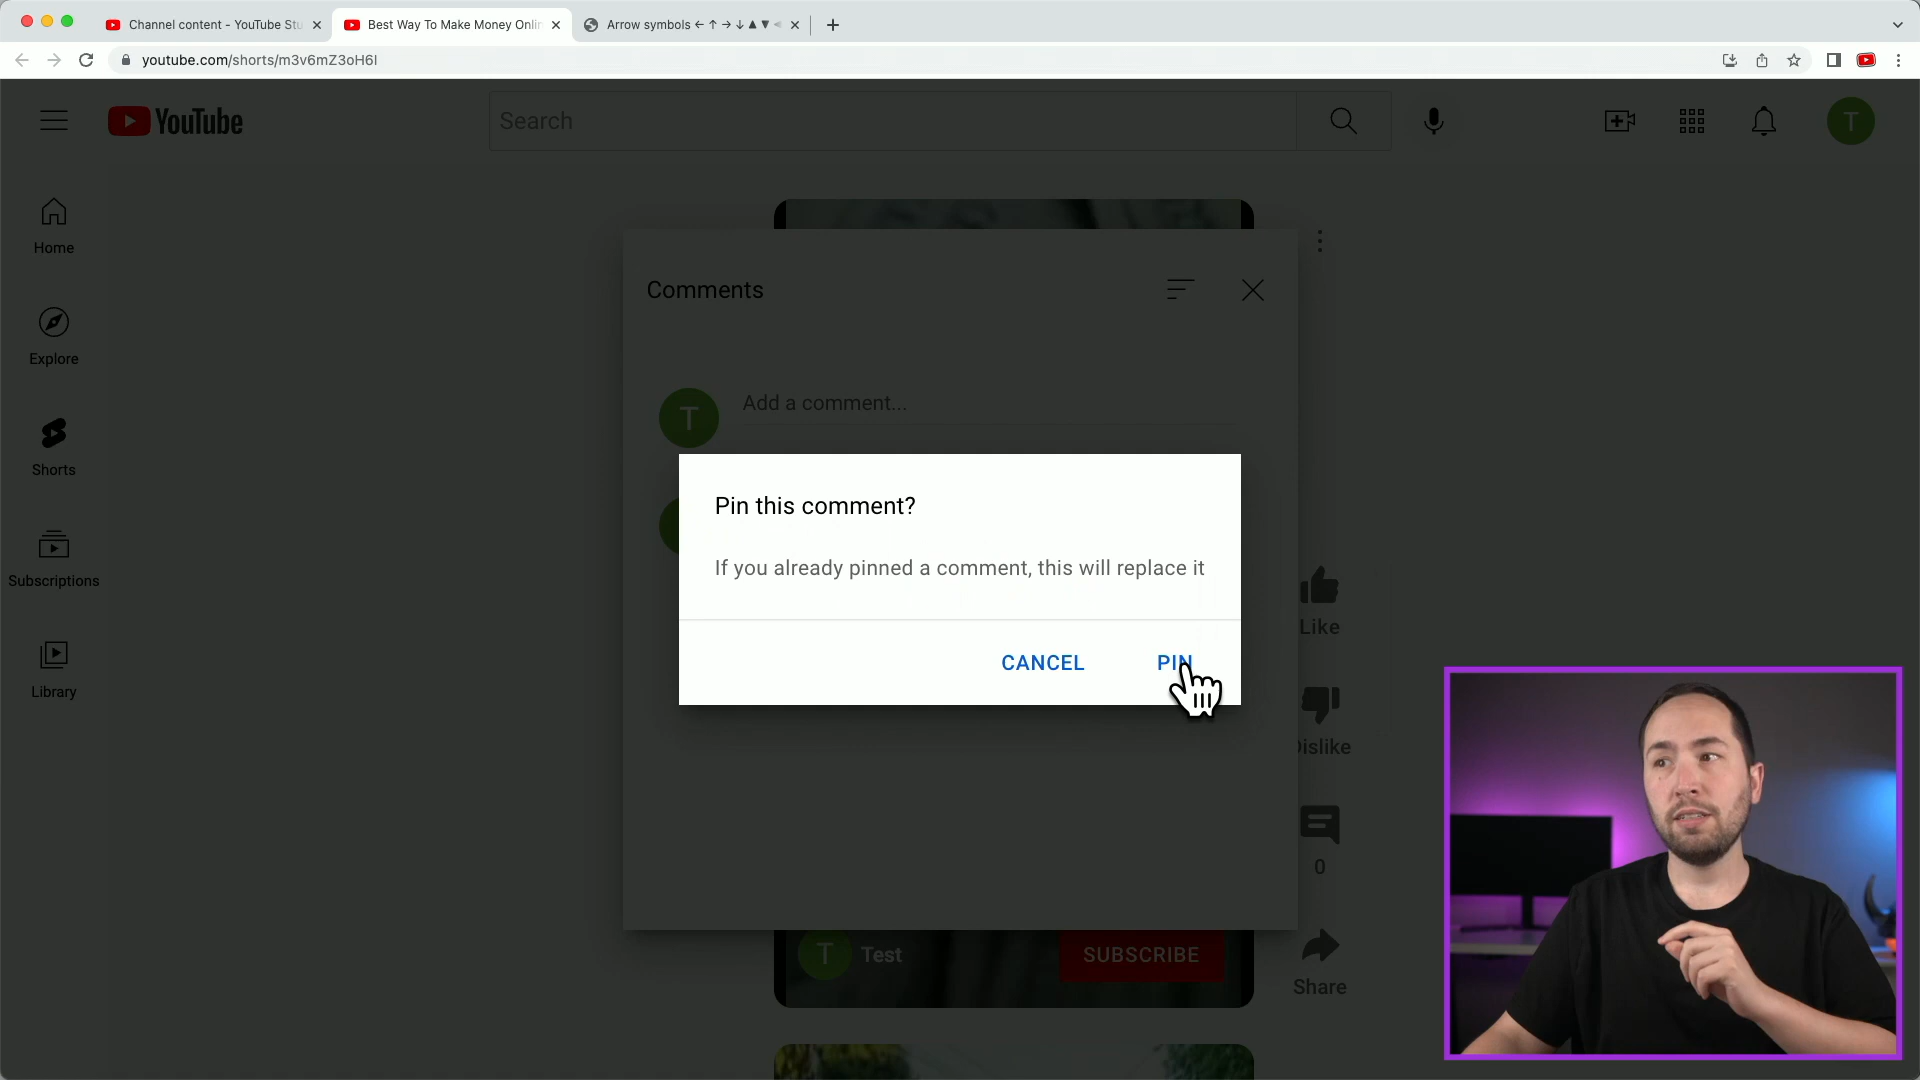 Channel content - YouTube Stu
Best Way To Make Money Onlin
Arrow symbols ← ↑ → ↓ ▲ ▼
youtube.com/shorts/m3v6mZ3oH6I
YouTube
Search
T
Home
Explore
Shorts
Subscriptions
Library
Comments
T
Add a comment...
Pin this comment?
If you already pinned a comment, this will replace it
CANCEL
PIN
Like
Dislike
0
T
Test
SUBSCRIBE
Share